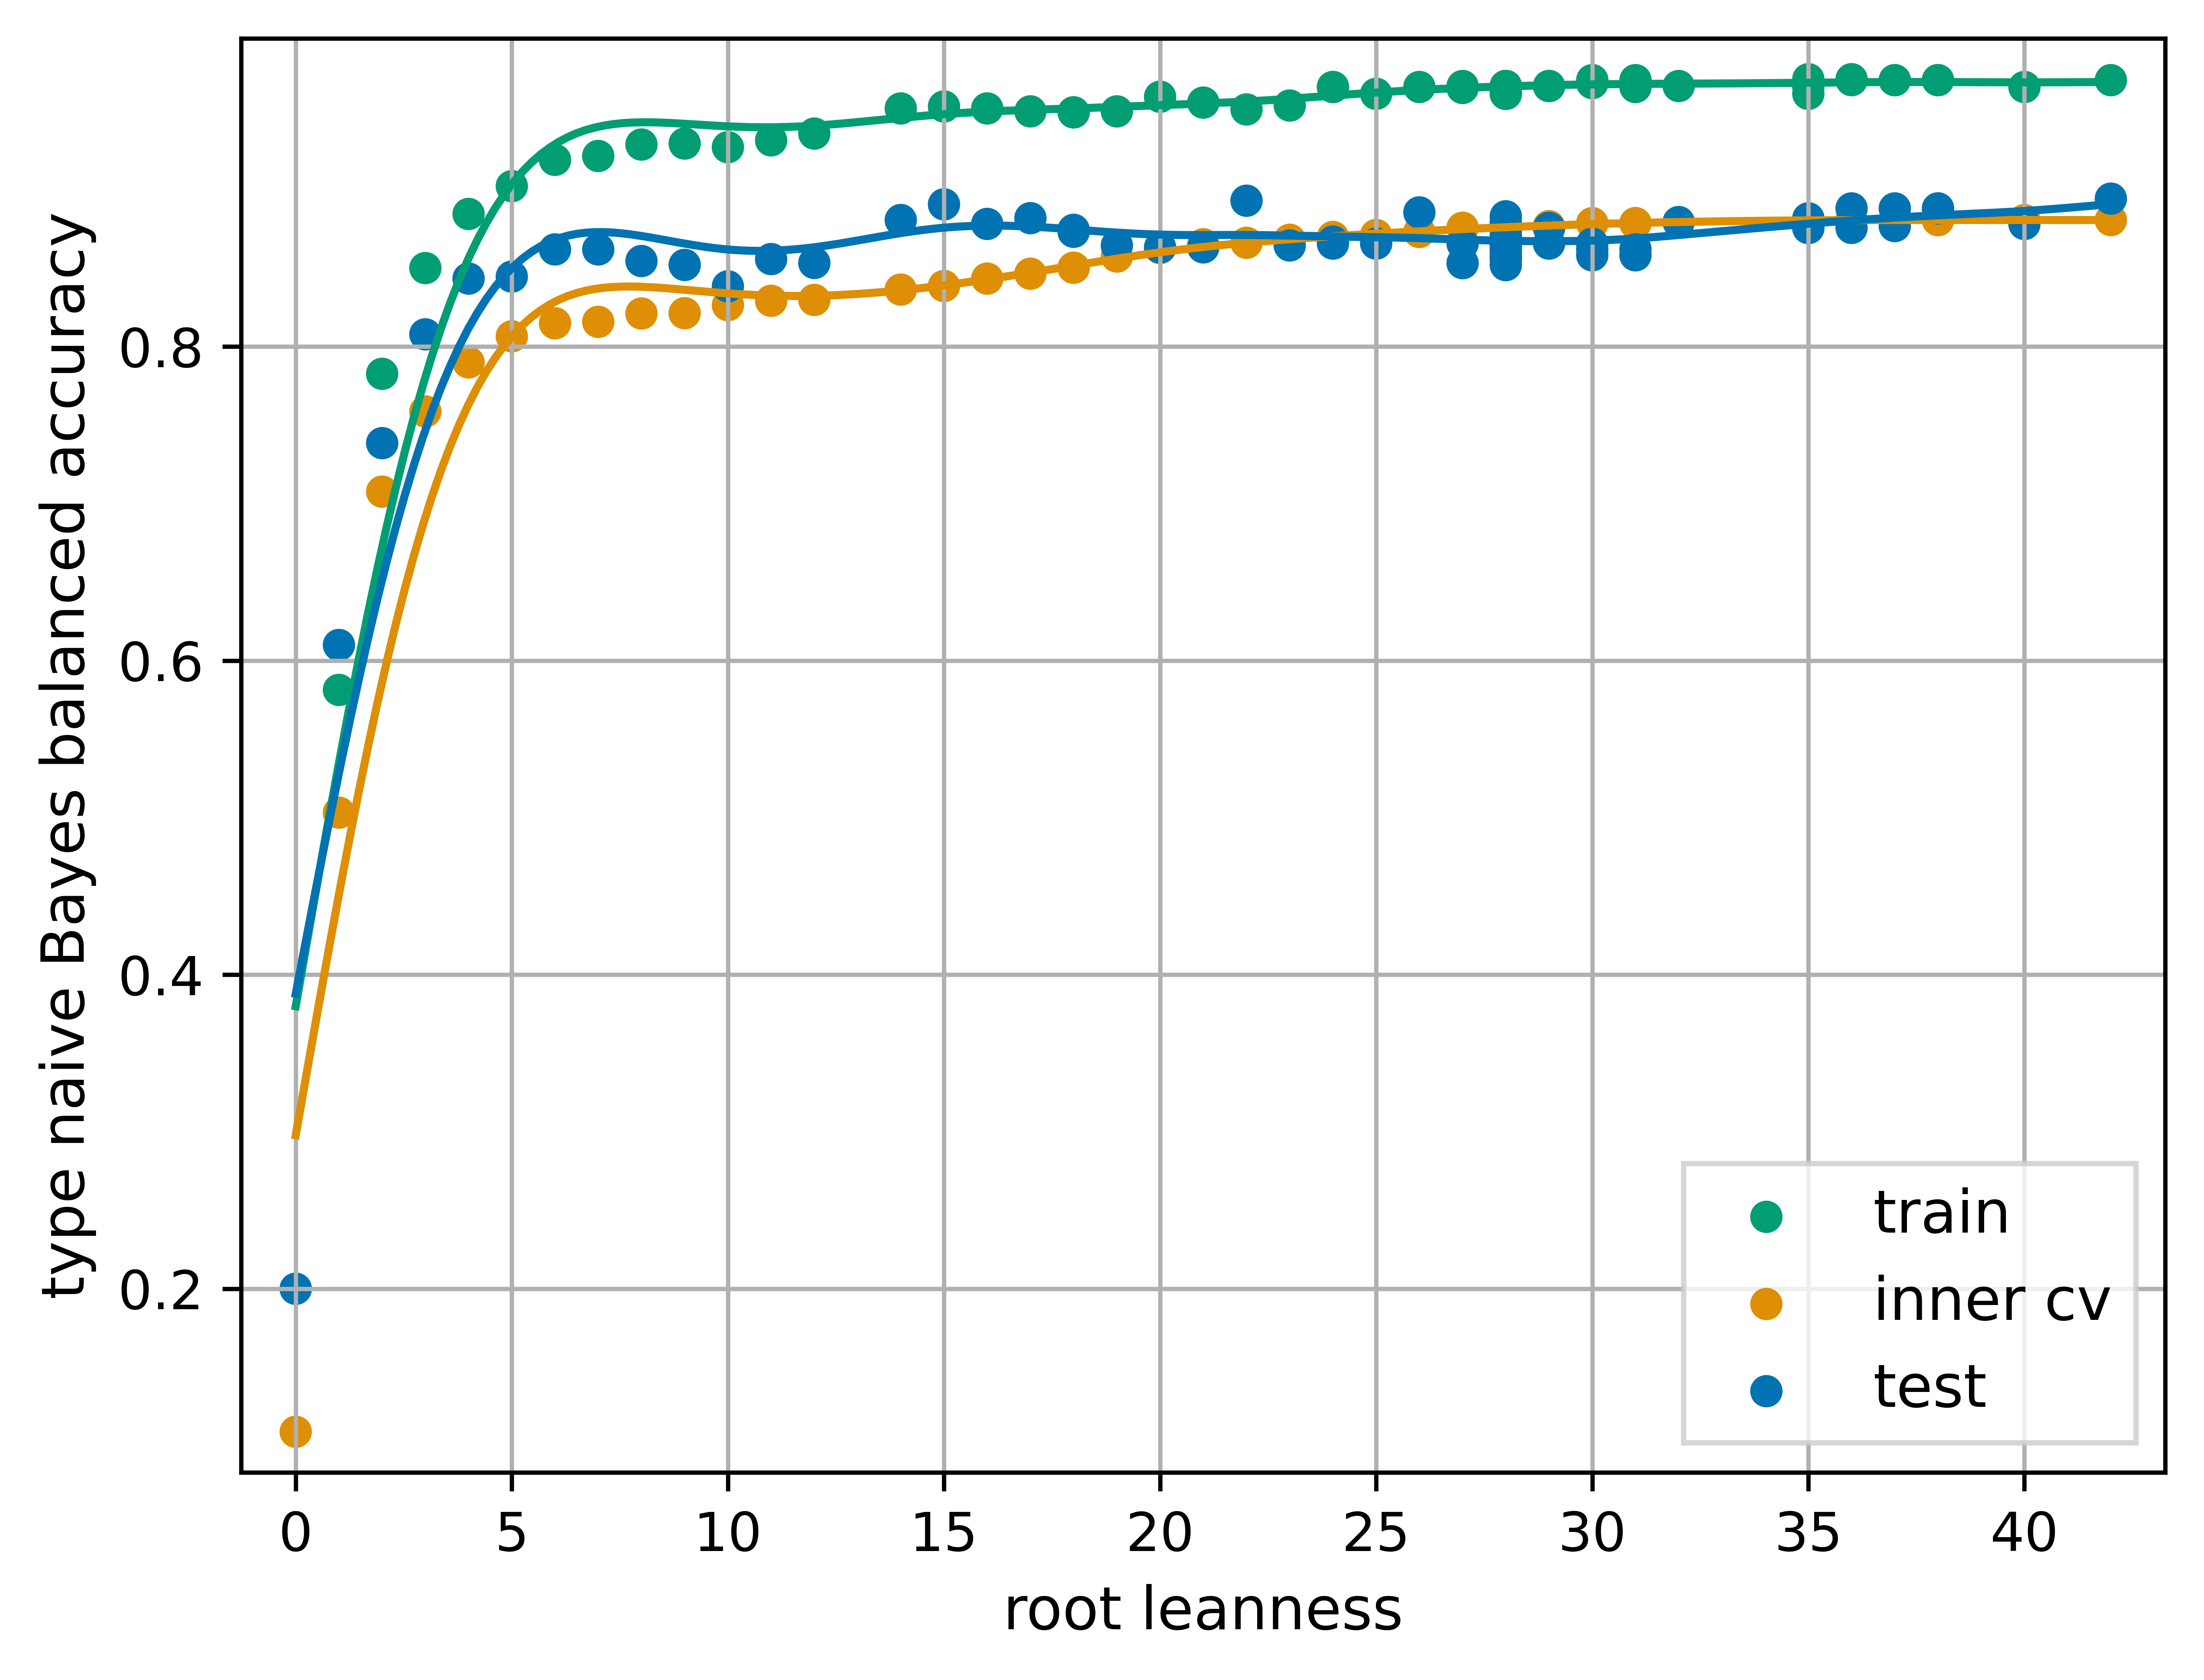 type naive Bayes balanced accuracy
0.8
0.6
0.4
0.2
0 5 10 15 20 25 30 35 40
root leanness
train
inner cv
test